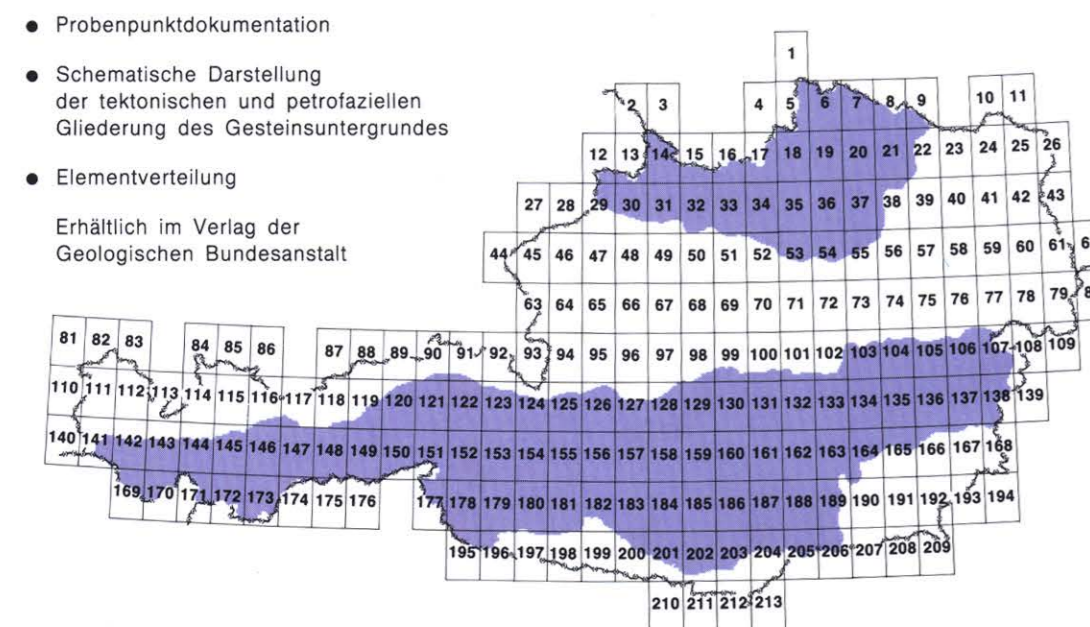 ● Probenpunktdokumentation
● Schematische Darstellung
der tektonischen und petrofaziellen
Gliederung des Gesteinsuntergrundes
● Elementverteilung
Erhältlich im Verlag der
Geologischen Bundesanstalt
1
2 3 4 5 6 7 8 9 10 11
12 13 14 15 16 17 18 19 20 21 22 23 24 25 26
27 28 29 30 31 32 33 34 35 36 37 38 39 40 41 42 43
44 45 46 47 48 49 50 51 52 53 54 55 56 57 58 59 60 61
63 64 65 66 67 68 69 70 71 72 73 74 75 76 77 78 79
81 82 83 84 85 86 87 88 89 90 91 92 93 94 95 96 97 98 99 100 101 102 103 104 105 106 107 108 109
110 111 112 113 114 115 116 117 118 119 120 121 122 123 124 125 126 127 128 129 130 131 132 133 134 135 136 137 138 139
140 141 142 143 144 145 146 147 148 149 150 151 152 153 154 155 156 157 158 159 160 161 162 163 164 165 166 167 168
169 170 171 172 173 174 175 176 177 178 179 180 181 182 183 184 185 186 187 188 189 190 191 192 193 194
195 196 197 198 199 200 201 202 203 204 205 206 207 208 209
210 211 212 213